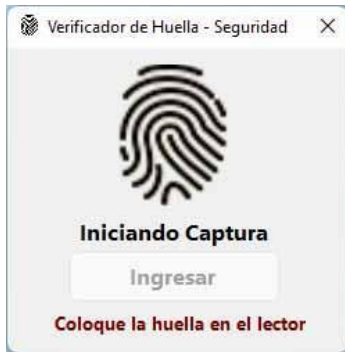 Verificador de Huella - Seguridad
Iniciando Captura
Ingresar
Coloque la huella en el lector